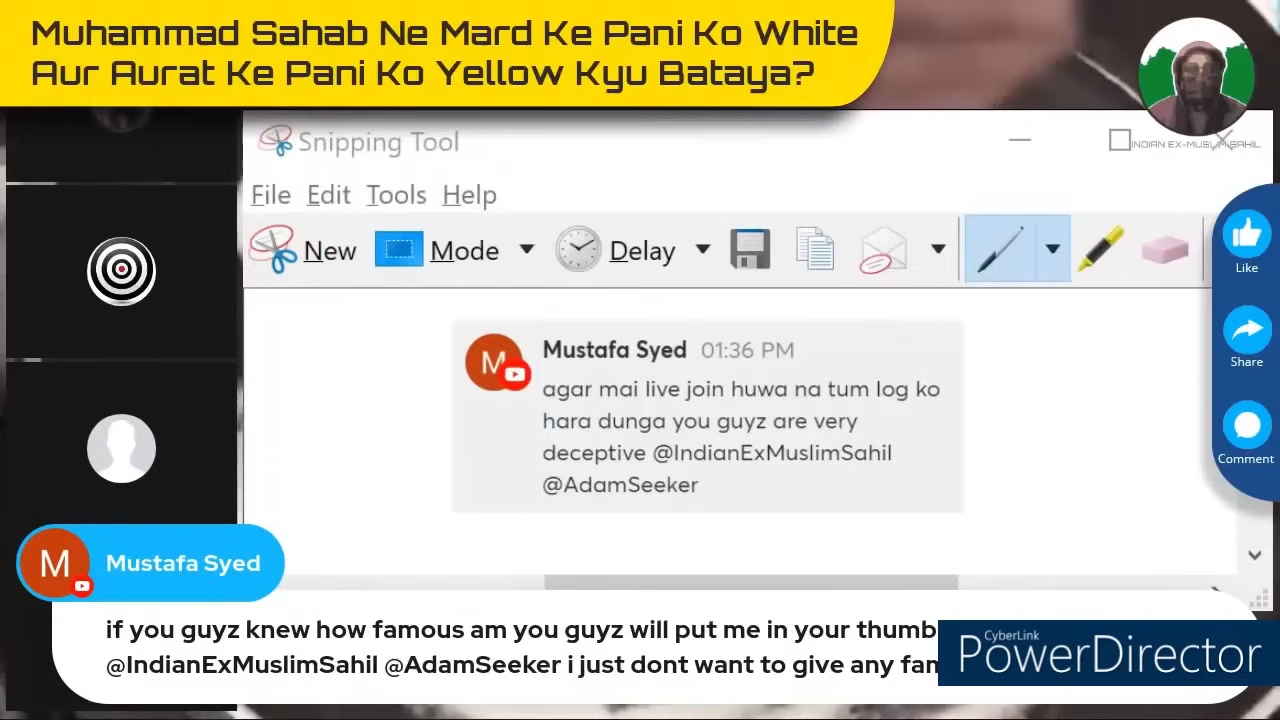 Muhammad Sahab Ne Mard Ke Pani Ko White
Aur Aurat Ke Pani Ko Yellow Kyu Bataya?
Snipping Tool
INDIAN EX-MUSLIM SAHIL
File Edit Tools Help
New Mode Delay
Like
Share
Comment
M
Mustafa Syed 01:36 PM
agar mai live join huwa na tum log ko
hara dunga you guyz are very
deceptive @IndianExMuslimSahil
@AdamSeeker
M
Mustafa Syed
if you guyz knew how famous am you guyz will put me in your thumb
@IndianExMuslimSahil @AdamSeeker i just dont want to give any
CyberLink
PowerDirector